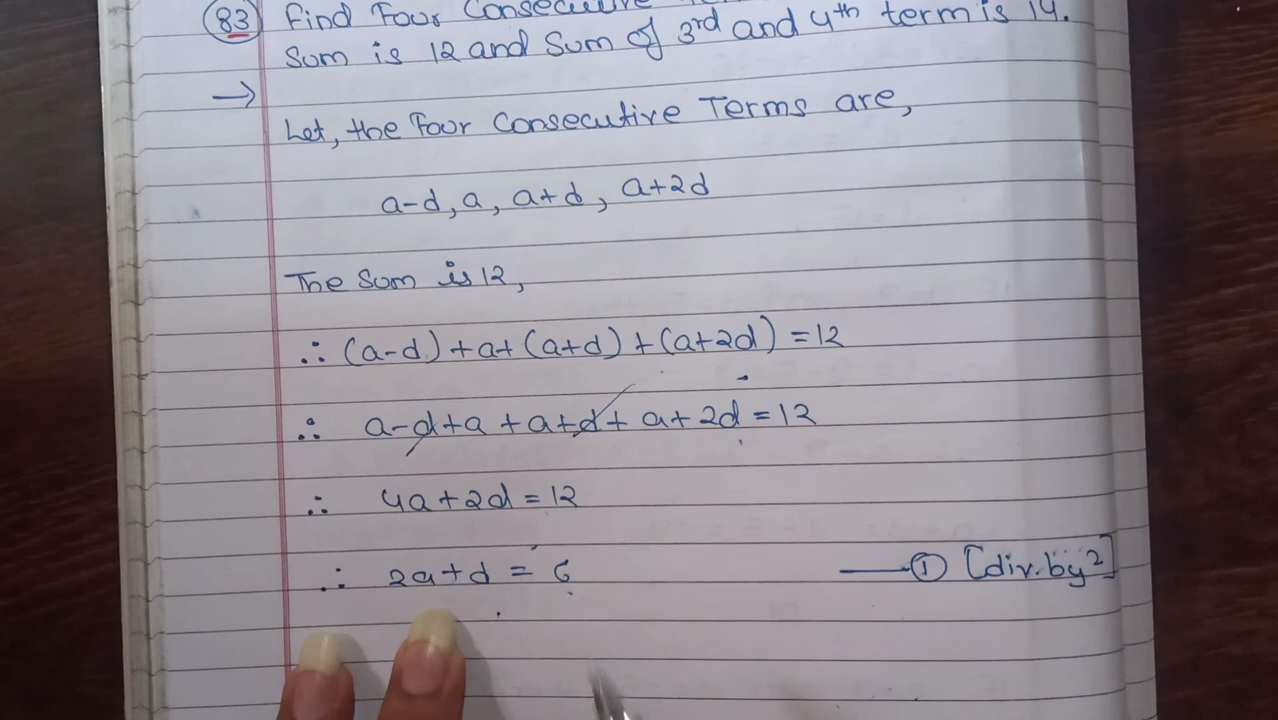 83 Find Four Consecutive
Sum is 12 and Sum of 3rd and 4th term is 14.
→
Let, the Four Consecutive Terms are,
a-d, a, a+d, a+2d
The Sum is 12,
∴ (a-d)+a+(a+d)+(a+2d)=12
∴ a-d+a+a+d+a+2d=12
∴ 4a+2d=12
∴ 2a+d=6 —① [div.by 2]